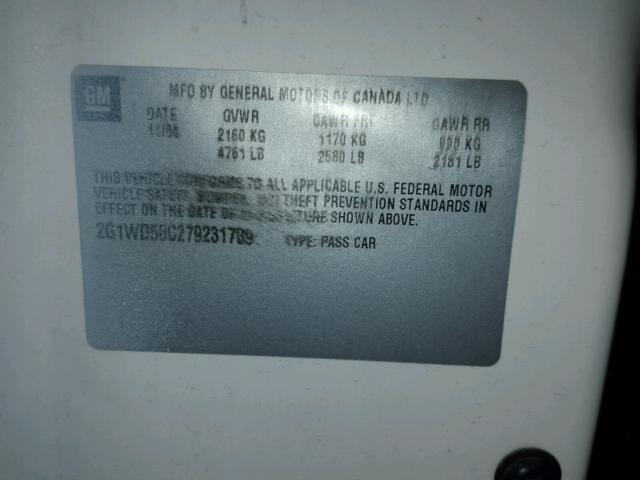 GM
MFD BY GENERAL MOTORS OF CANADA LTD
DATE GVWR GAWR FRT GAWR RR
11/06 2160 KG 1170 KG 990 KG
4761 LB 2580 LB 2181 LB
THIS VEHICLE CONFORMS TO ALL APPLICABLE U.S. FEDERAL MOTOR
VEHICLE SAFETY, BUMPER, AND THEFT PREVENTION STANDARDS IN
EFFECT ON THE DATE OF MANUFACTURE SHOWN ABOVE.
TYPE: PASS CAR